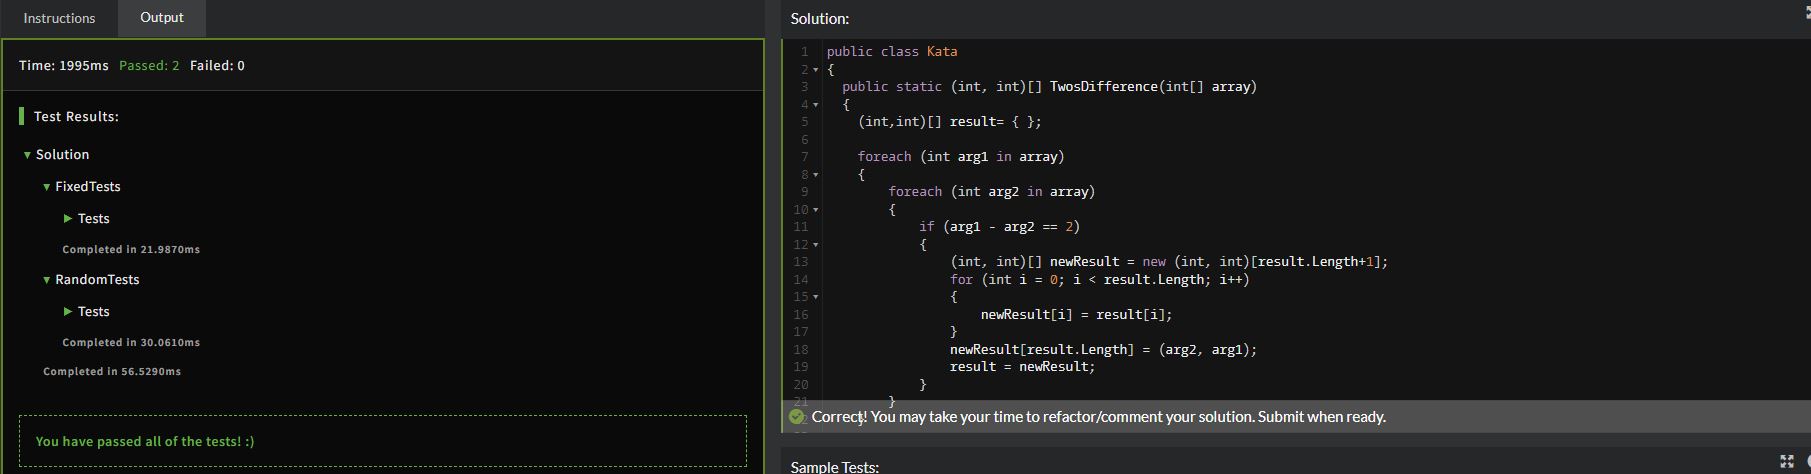 Instructions
Output
Time: 1995ms Passed: 2 Failed: 0
Test Results:
Solution
FixedTests
Tests
Completed in 21.9870ms
RandomTests
Tests
Completed in 30.0610ms
Completed in 56.5290ms
You have passed all of the tests! :)
Solution:
1 public class Kata
2 {
3 public static (int, int)[] TwosDifference(int[] array)
4 {
5 (int,int)[] result= { };
6
7 foreach (int arg1 in array)
8 {
9 foreach (int arg2 in array)
10 {
11 if (arg1 - arg2 == 2)
12 {
13 (int, int)[] newResult = new (int, int)[result.Length+1];
14 for (int i = 0; i < result.Length; i++)
15 {
16 newResult[i] = result[i];
17 }
18 newResult[result.Length] = (arg2, arg1);
19 result = newResult;
20 }
21 }
Correct! You may take your time to refactor/comment your solution. Submit when ready.
Sample Tests: